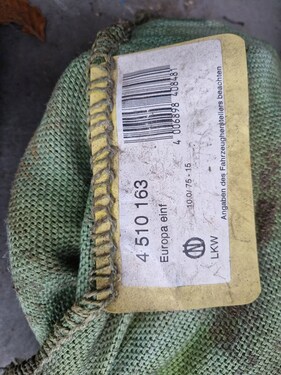 4 006898 408481
4 510 163
Europa einf
10.0/75-15
LKW
Angaben des Fahrzeugherstellers beachten